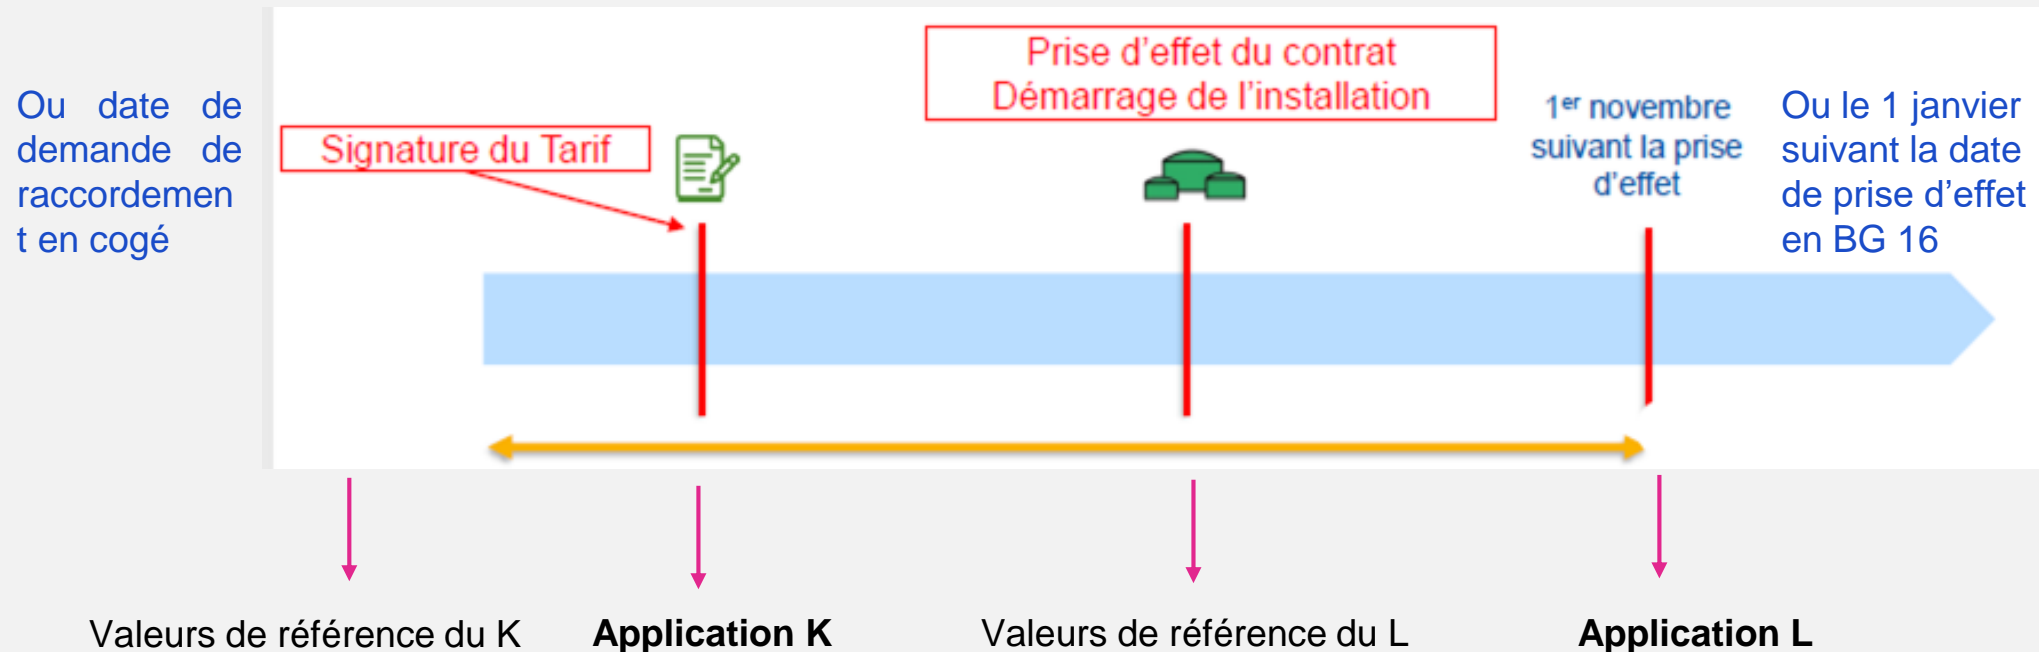 Ou date de
demande de
raccordemen
t en cogé
Signature du Tarif
Prise d’effet du contrat
Démarrage de l’installation
1er novembre
suivant la prise
d’effet
Ou le 1 janvier
suivant la date
de prise d’effet
en BG 16
Valeurs de référence du K
Application K
Valeurs de référence du L
Application L